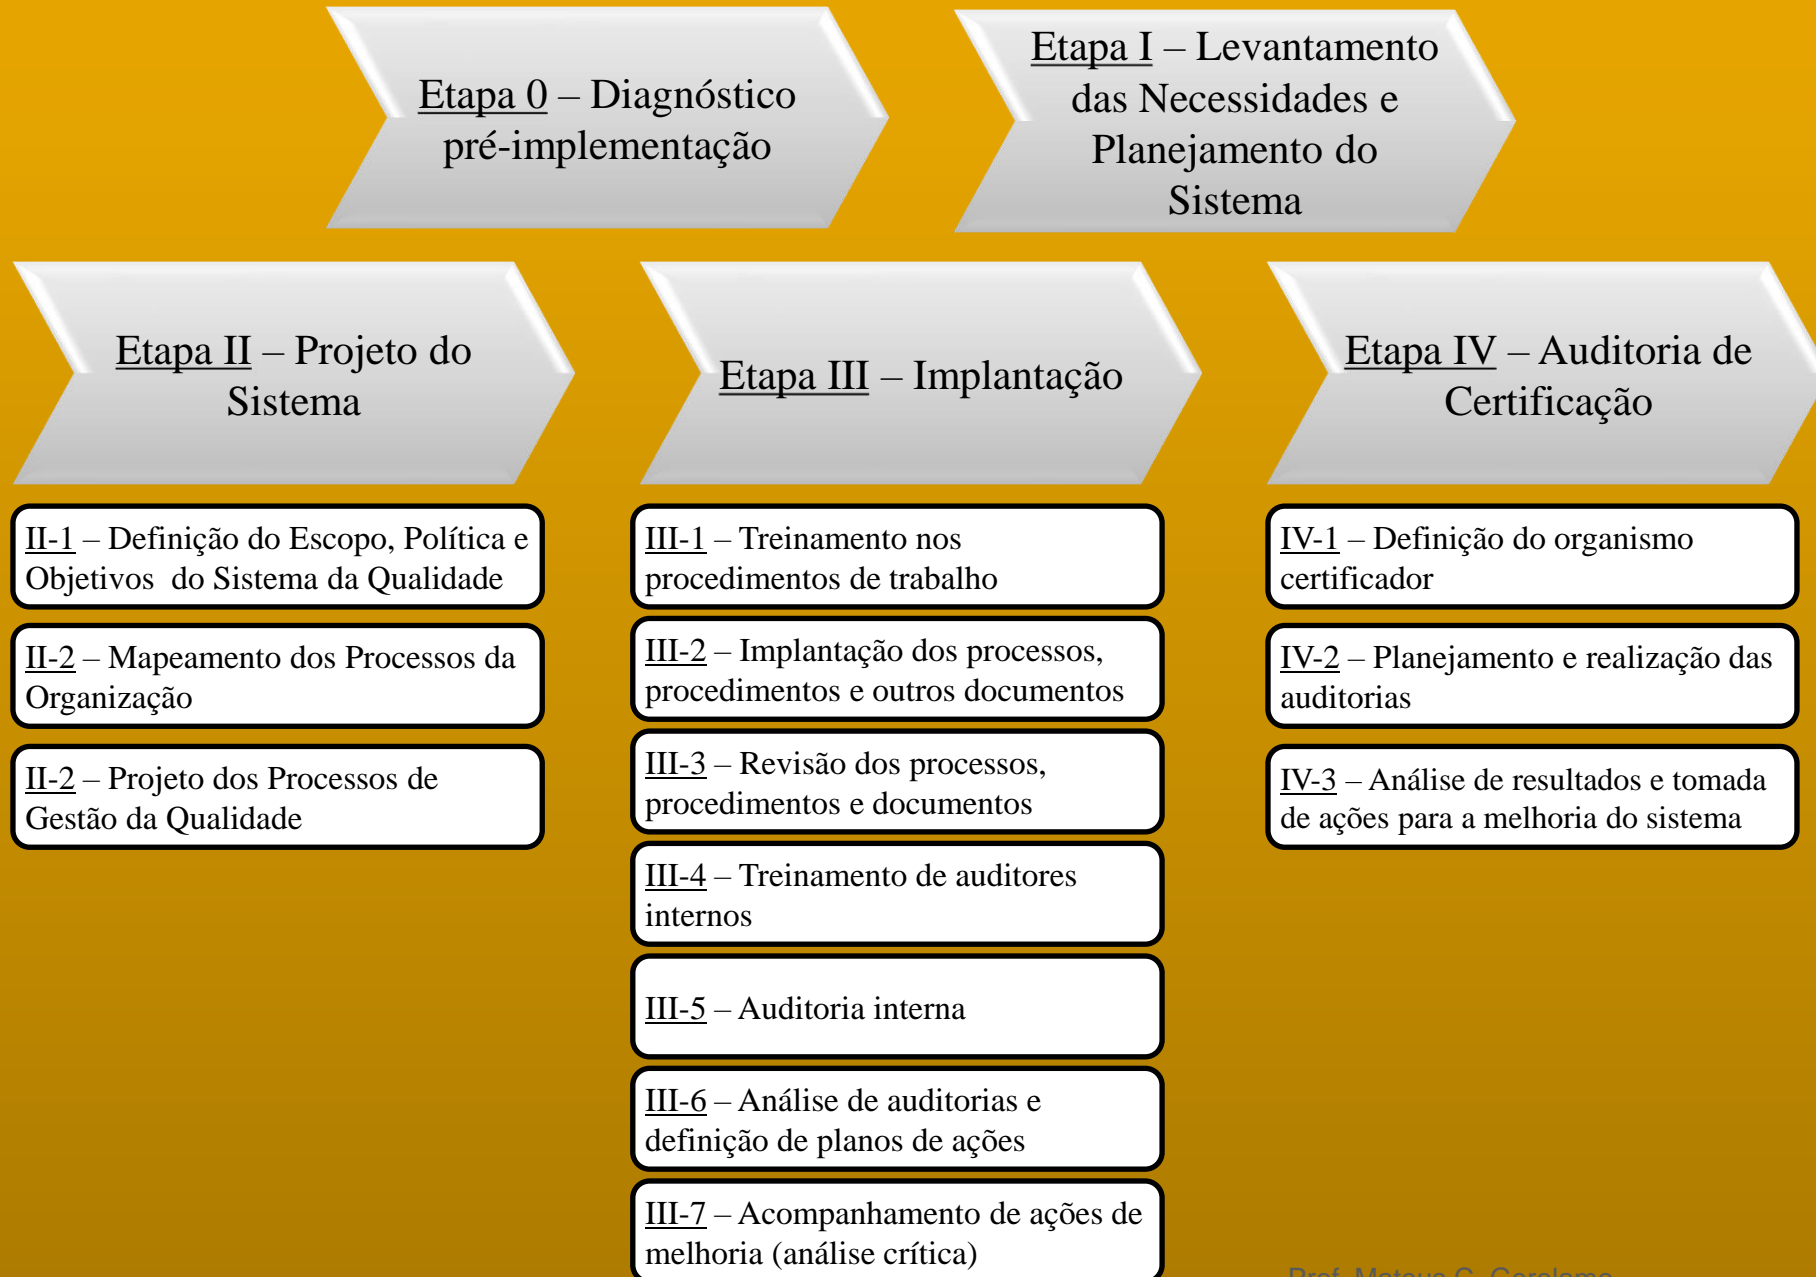 Etapa 0 – Diagnóstico
pré-implementação
Etapa I – Levantamento
das Necessidades e
Planejamento do
Sistema
Etapa II – Projeto do
Sistema
Etapa III – Implantação
Etapa IV – Auditoria de
Certificação
II-1 – Definição do Escopo, Política e
Objetivos do Sistema da Qualidade
II-2 – Mapeamento dos Processos da
Organização
II-2 – Projeto dos Processos de
Gestão da Qualidade
III-1 – Treinamento nos
procedimentos de trabalho
III-2 – Implantação dos processos,
procedimentos e outros documentos
III-3 – Revisão dos processos,
procedimentos e documentos
III-4 – Treinamento de auditores
internos
III-5 – Auditoria interna
III-6 – Análise de auditorias e
definição de planos de ações
III-7 – Acompanhamento de ações de
melhoria (análise crítica)
IV-1 – Definição do organismo
certificador
IV-2 – Planejamento e realização das
auditorias
IV-3 – Análise de resultados e tomada
de ações para a melhoria do sistema
Prof. Mateus C. Gerolamo